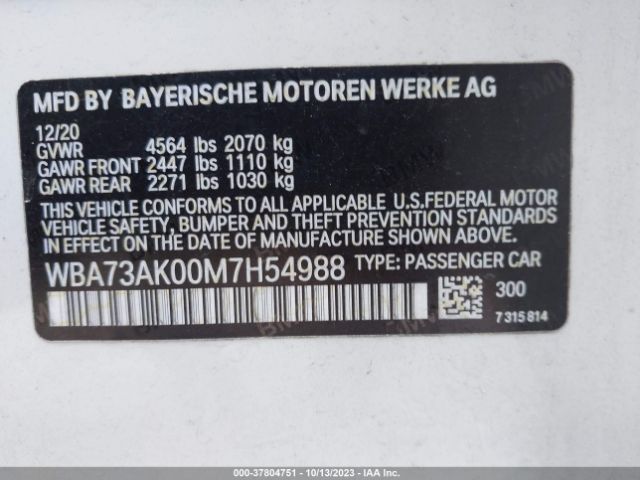 MFD BY BAYERISCHE MOTOREN WERKE AG
12/20
GVWR 4564 lbs 2070 kg
GAWR FRONT 2447 lbs 1110 kg
GAWR REAR 2271 lbs 1030 kg
THIS VEHICLE CONFORMS TO ALL APPLICABLE U.S.FEDERAL MOTOR
VEHICLE SAFETY, BUMPER AND THEFT PREVENTION STANDARDS
IN EFFECT ON THE DATE OF MANUFACTURE SHOWN ABOVE.
WBA73AK00M7H54988 TYPE: PASSENGER CAR
300
7315814
000-37804751 | 10/13/2023 | IAA Inc.